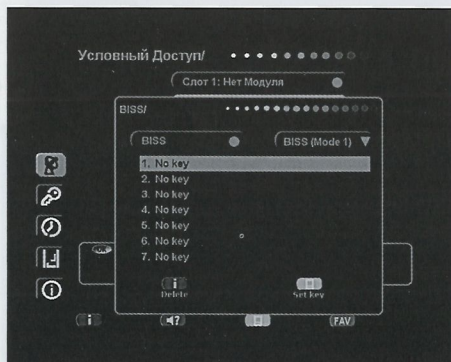 Условный Доступ/
Слот 1: Нет Модуля
BISS/
BISS
BISS (Mode 1)
1. No key
2. No key
3. No key
4. No key
5. No key
6. No key
7. No key
OK
Delete
Set key
FAV